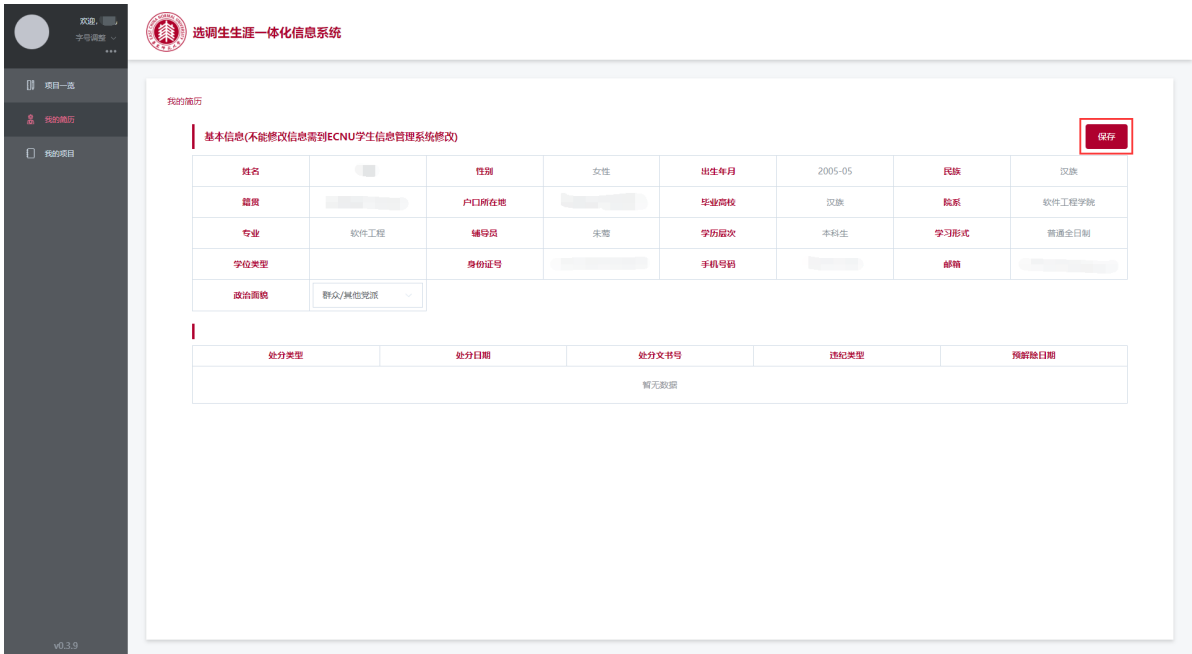 欢迎,
字号调整
选调生生涯一体化信息系统
项目一览
我的简历
我的项目
我的简历
基本信息(不能修改信息需到ECNU学生信息管理系统修改)
保存
姓名 性别 女性 出生年月 2005-05 民族 汉族
籍贯 户口所在地 毕业高校 汉族 院系 软件工程学院
专业 软件工程 辅导员 朱莺 学历层次 本科生 学习形式 普通全日制
学位类型 身份证号 手机号码 邮箱
政治面貌 群众/其他党派
处分类型 处分日期 处分文书号 违纪类型 预解除日期
暂无数据
v0.3.9